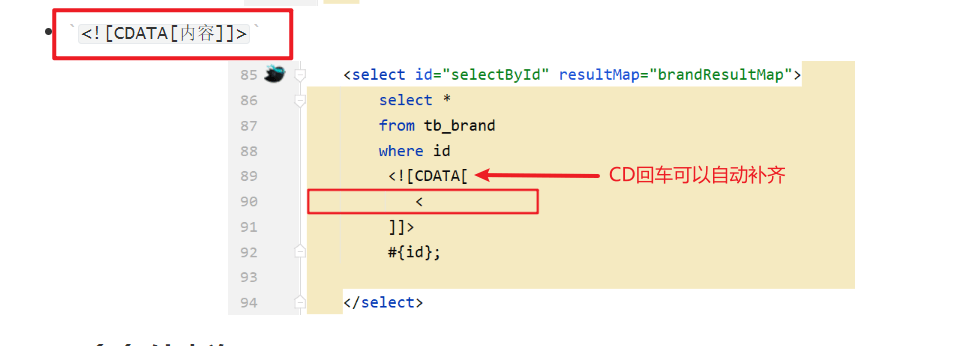 • `<![CDATA[内容]]>`
85 <select id="selectById" resultMap="brandResultMap">
86 select *
87 from tb_brand
88 where id
89 <![CDATA[ CD回车可以自动补齐
90 <
91 ]]>
92 #{id};
93
94 </select>